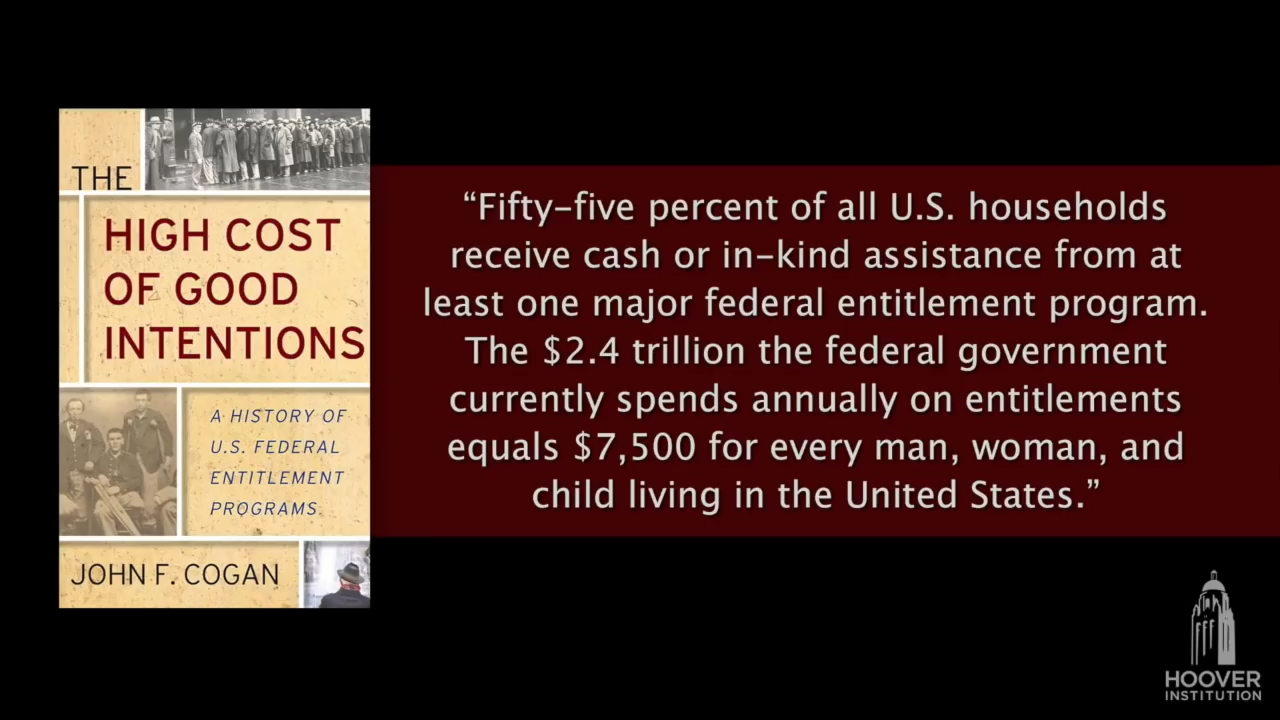 THE
HIGH COST
OF GOOD
INTENTIONS
A HISTORY OF
U.S. FEDERAL
ENTITLEMENT
PROGRAMS
JOHN F. COGAN
“Fifty–five percent of all U.S. households
receive cash or in–kind assistance from at
least one major federal entitlement program.
The $2.4 trillion the federal government
currently spends annually on entitlements
equals $7,500 for every man, woman, and
child living in the United States.”
HOOVER
INSTITUTION